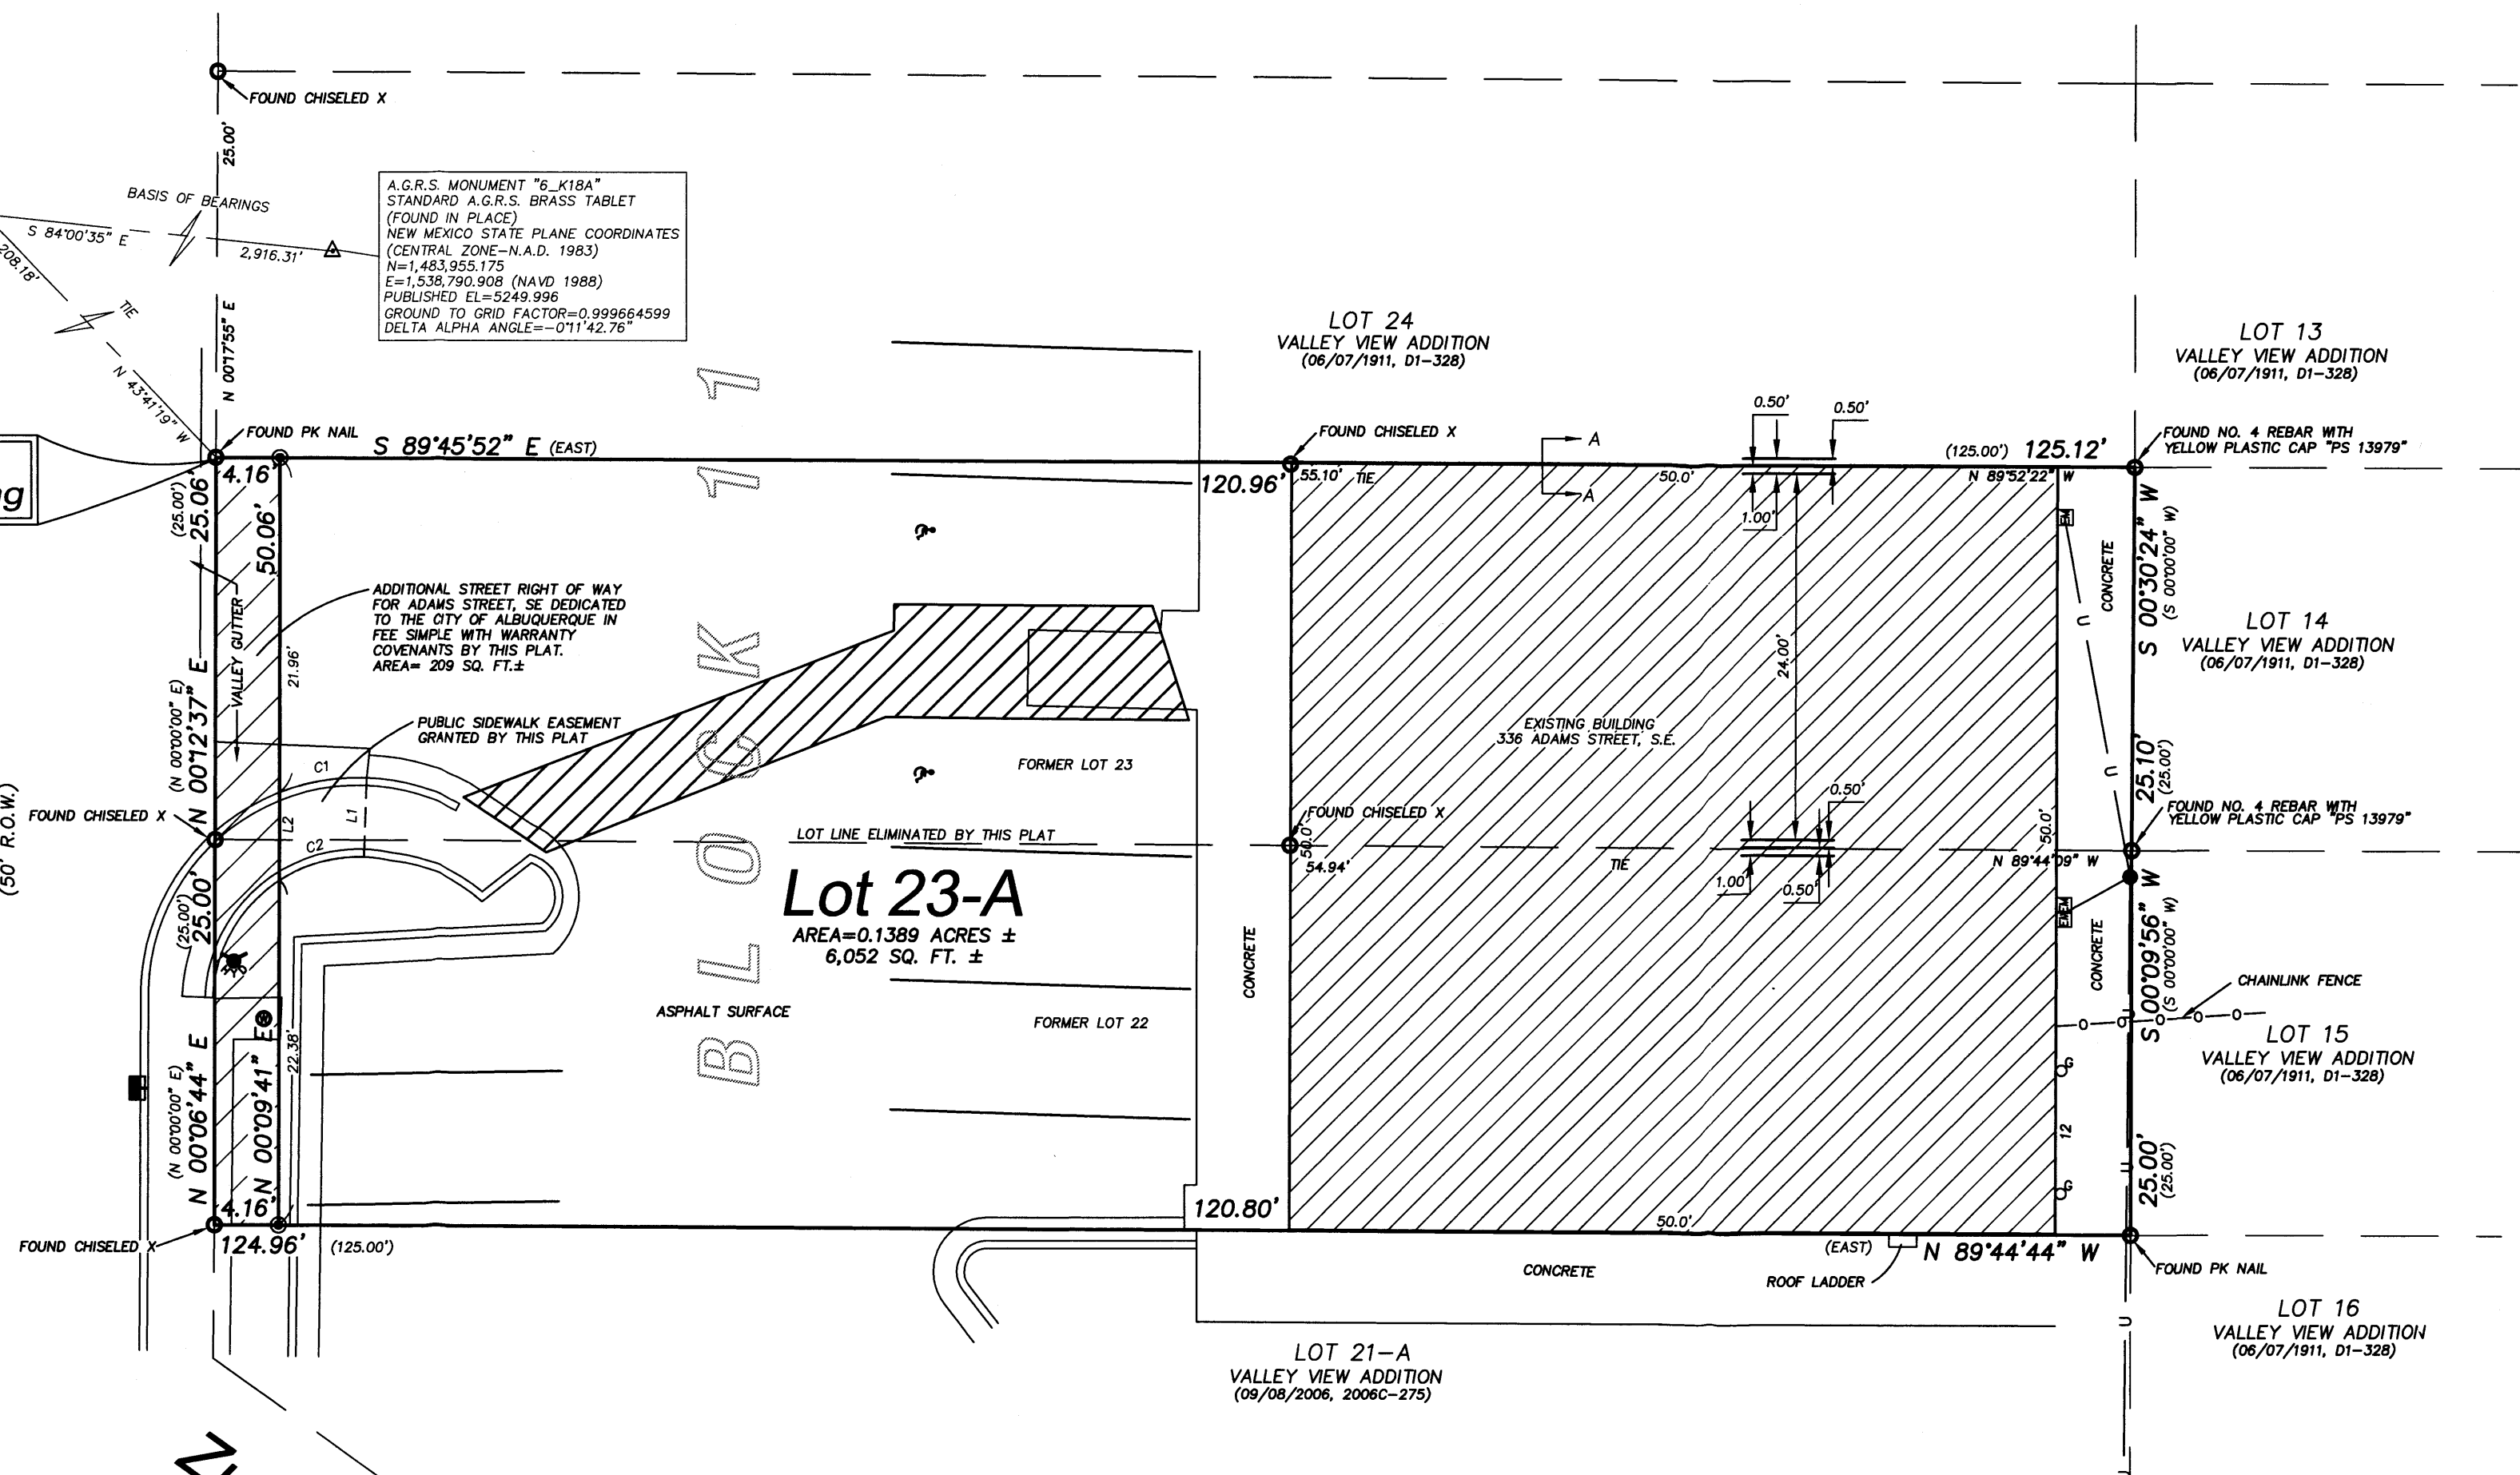 FOUND CHISELED X
25.00'
BASIS OF BEARINGS
S 84°00'35" E
2,916.31'
208.18'
TIE
N 43°41'19" W
N 00°17'55" E
A.G.R.S. MONUMENT "6_K18A"
STANDARD A.G.R.S. BRASS TABLET
(FOUND IN PLACE)
NEW MEXICO STATE PLANE COORDINATES
(CENTRAL ZONE-N.A.D. 1983)
N=1,483,955.175
E=1,538,790.908 (NAVD 1988)
PUBLISHED EL=5249.996
GROUND TO GRID FACTOR=0.999664599
DELTA ALPHA ANGLE=-0°11'42.76"
LOT 24
VALLEY VIEW ADDITION
(06/07/1911, D1-328)
LOT 13
VALLEY VIEW ADDITION
(06/07/1911, D1-328)
FOUND PK NAIL
S 89°45'52" E (EAST)
FOUND CHISELED X
A
A
0.50'
0.50'
1.00'
(125.00') 125.12'
FOUND NO. 4 REBAR WITH
YELLOW PLASTIC CAP "PS 13979"
4.16'
120.96'
55.10' TIE
50.0'
N 89°52'22" W
(25.00')
25.06'
50.06'
VALLEY GUTTER
21.96'
ADDITIONAL STREET RIGHT OF WAY
FOR ADAMS STREET, SE DEDICATED
TO THE CITY OF ALBUQUERQUE IN
FEE SIMPLE WITH WARRANTY
COVENANTS BY THIS PLAT.
AREA= 209 SQ. FT.±
PUBLIC SIDEWALK EASEMENT
GRANTED BY THIS PLAT
BLOCK 11
EM
CONCRETE
S 00°30'24" W
(S 00°00'00" W)
LOT 14
VALLEY VIEW ADDITION
(06/07/1911, D1-328)
24.00'
EXISTING BUILDING
336 ADAMS STREET, S.E.
N 00°12'37" E
(N 00°00'00" E)
C1
L1
L2
C2
FORMER LOT 23
(50' R.O.W.)
FOUND CHISELED X
FOUND CHISELED X
LOT LINE ELIMINATED BY THIS PLAT
50.0'
54.94'
TIE
0.50'
1.00'
0.50'
N 89°44'09" W
50.0'
25.10'
(25.00')
FOUND NO. 4 REBAR WITH
YELLOW PLASTIC CAP "PS 13979"
Lot 23-A
AREA=0.1389 ACRES ±
6,052 SQ. FT. ±
(25.00')
25.00'
HYD
W
CONCRETE
EM EM
CONCRETE
S 00°09'56" W
(S 00°00'00" W)
CHAINLINK FENCE
ASPHALT SURFACE
FORMER LOT 22
LOT 15
VALLEY VIEW ADDITION
(06/07/1911, D1-328)
N 00°06'44" E
(N 00°00'00" E)
N 00°09'41" E
22.38'
G
12
G
25.00'
(25.00')
4.16'
FOUND CHISELED X
124.96' (125.00')
120.80'
50.0'
(EAST) N 89°44'44" W
CONCRETE
ROOF LADDER
FOUND PK NAIL
LOT 21-A
VALLEY VIEW ADDITION
(09/08/2006, 2006C-275)
LOT 16
VALLEY VIEW ADDITION
(06/07/1911, D1-328)